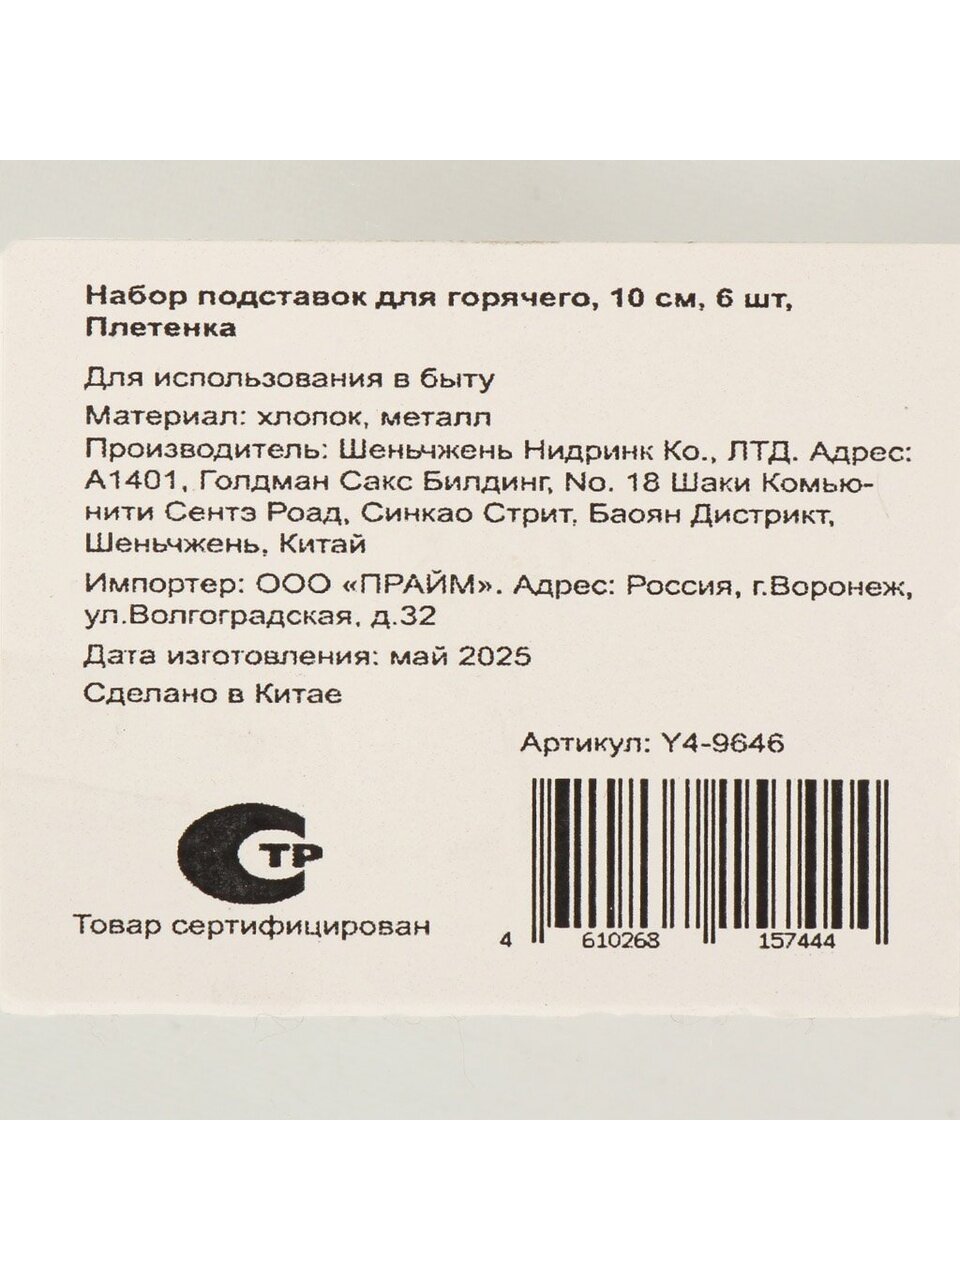 Набор подставок для горячего, 10 см, 6 шт,
Плетенка
Для использования в быту
Материал: хлопок, металл
Производитель: Шеньчжень Нидринк Ко., ЛТД. Адрес:
А1401, Голдман Сакс Билдинг, No. 18 Шаки Комью-
нити Сентэ Роад, Синкао Стрит, Баоян Дистрикт,
Шеньчжень, Китай
Импортер: ООО «ПРАЙМ». Адрес: Россия, г.Воронеж,
ул.Волгоградская, д.32
Дата изготовления: май 2025
Сделано в Китае
Артикул: Y4-9646
СТР
Товар сертифицирован
4 610268 157444